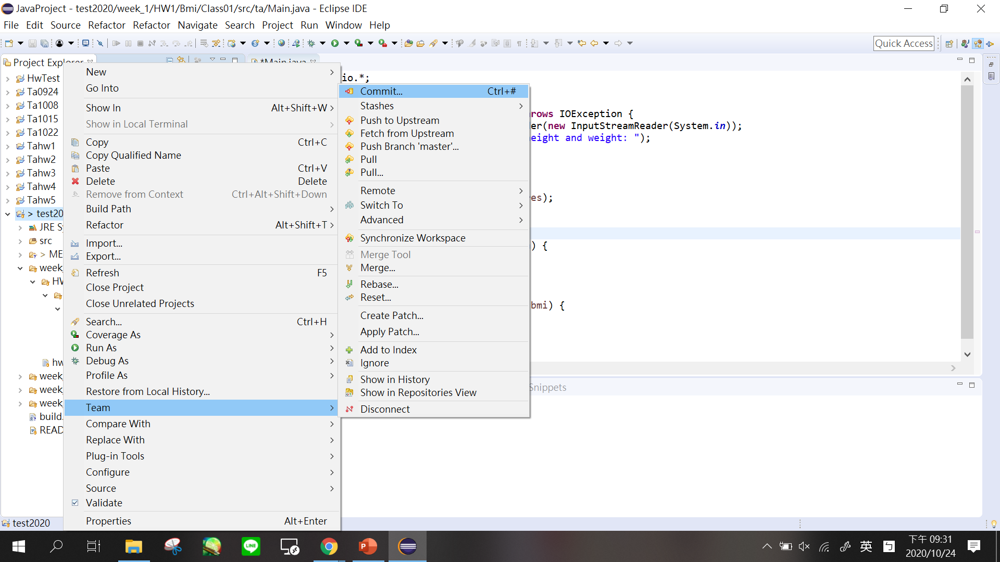 JavaProject - test2020/week_1/HW1/Bmi/Class01/src/ta/Main.java - Eclipse IDE
File Edit Source Refactor Refactor Navigate Search Project Run Window Help
Quick Access
Project Explorer
*Main.java
HwTest
Ta0924
Ta1008
Ta1015
Ta1022
Tahw1
Tahw2
Tahw3
Tahw4
Tahw5
> test20
JRE Sy
src
> ME
week_
HW
hw
week_
week_
week_
build.
READ
test2020
New
Go Into
Show In Alt+Shift+W
Show in Local Terminal
Copy Ctrl+C
Copy Qualified Name
Paste Ctrl+V
Delete Delete
Remove from Context Ctrl+Alt+Shift+Down
Build Path
Refactor Alt+Shift+T
Import...
Export...
Refresh F5
Close Project
Close Unrelated Projects
Search... Ctrl+H
Coverage As
Run As
Debug As
Profile As
Restore from Local History...
Team
Compare With
Replace With
Plug-in Tools
Configure
Source
Validate
Properties Alt+Enter
Commit... Ctrl+#
Stashes
Push to Upstream
Fetch from Upstream
Push Branch 'master'...
Pull
Pull...
Remote
Switch To
Advanced
Synchronize Workspace
Merge Tool
Merge...
Rebase...
Reset...
Create Patch...
Apply Patch...
Add to Index
Ignore
Show in History
Show in Repositories View
Disconnect
io.*;
rows IOException {
er(new InputStreamReader(System.in));
eight and weight: ");
es);
) {
bmi) {
Snippets
LINE
P
英
下午 09:31
2020/10/24